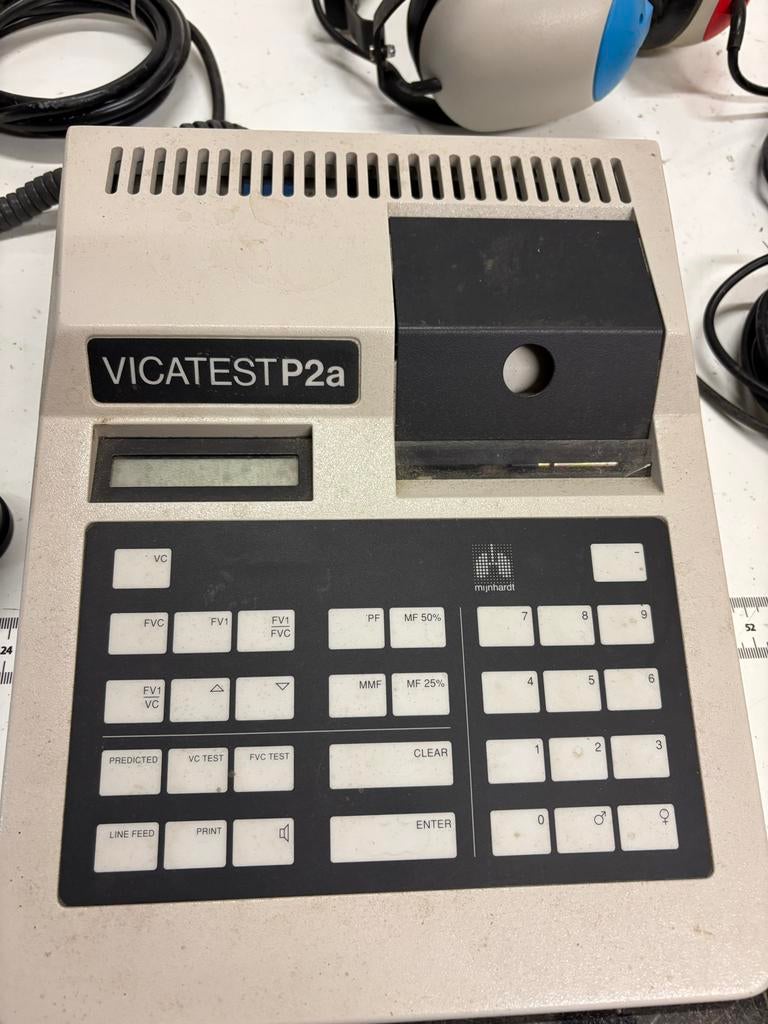 VICATEST P2a
VC
mijnhardt
-
FVC
FV1
FV1
FVC
PF
MF 50%
7
8
9
FV1
VC
MMF
MF 25%
4
5
6
PREDICTED
VC TEST
FVC TEST
CLEAR
1
2
3
LINE FEED
PRINT
ENTER
0
♂
♀
24
52